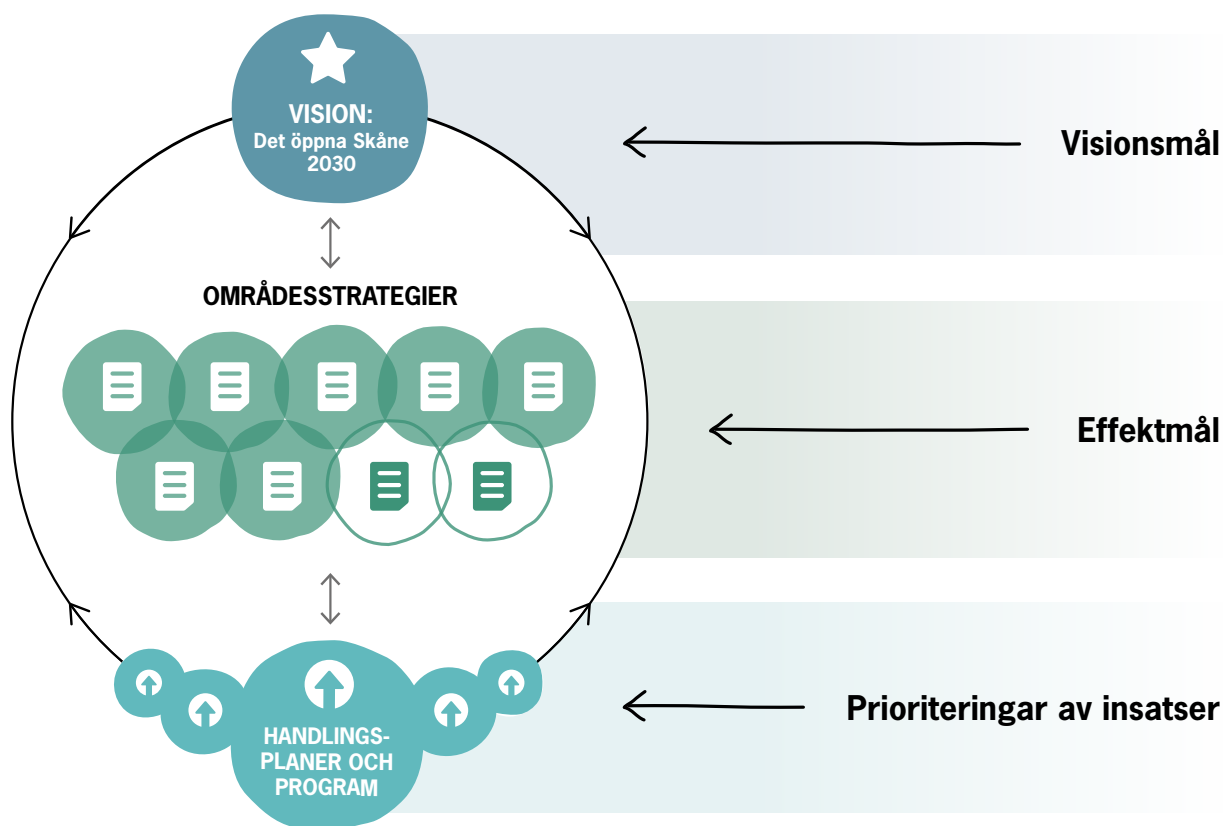 VISION:
Det öppna Skåne
2030
Visionsmål
OMRÅDESSTRATEGIER
Effektmål
HANDLINGS-
PLANER OCH
PROGRAM
Prioriteringar av insatser